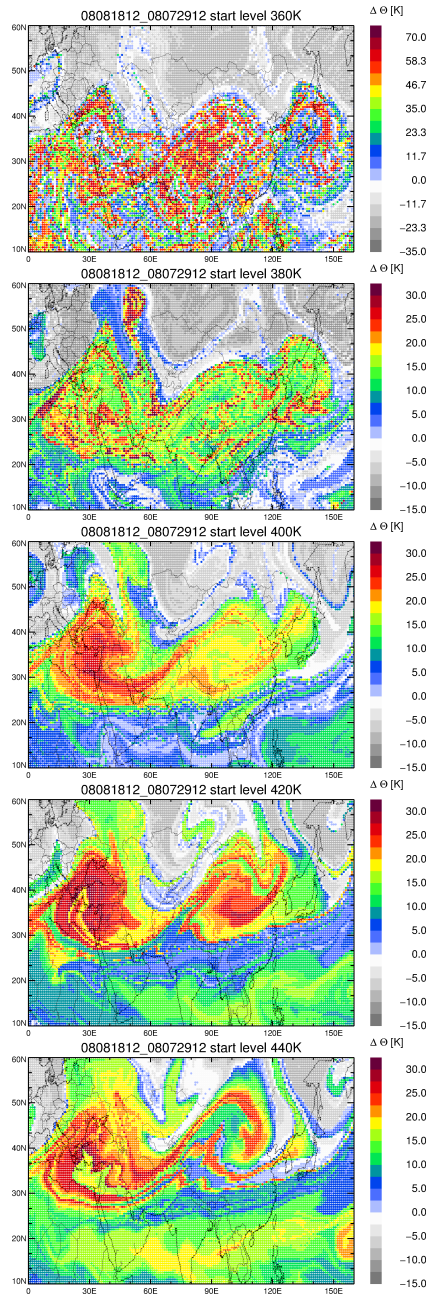 08081812_08072912 start level 360K
Δ Θ [K]
60N
50N
40N
30N
20N
10N
0
30E
60E
90E
120E
150E
70.0
58.3
46.7
35.0
23.3
11.7
0.0
−11.7
−23.3
−35.0
08081812_08072912 start level 380K
Δ Θ [K]
60N
50N
40N
30N
20N
10N
0
30E
60E
90E
120E
150E
30.0
25.0
20.0
15.0
10.0
5.0
0.0
−5.0
−10.0
−15.0
08081812_08072912 start level 400K
Δ Θ [K]
60N
50N
40N
30N
20N
10N
0
30E
60E
90E
120E
150E
30.0
25.0
20.0
15.0
10.0
5.0
0.0
−5.0
−10.0
−15.0
08081812_08072912 start level 420K
Δ Θ [K]
60N
50N
40N
30N
20N
10N
0
30E
60E
90E
120E
150E
30.0
25.0
20.0
15.0
10.0
5.0
0.0
−5.0
−10.0
−15.0
08081812_08072912 start level 440K
Δ Θ [K]
60N
50N
40N
30N
20N
10N
0
30E
60E
90E
120E
150E
30.0
25.0
20.0
15.0
10.0
5.0
0.0
−5.0
−10.0
−15.0